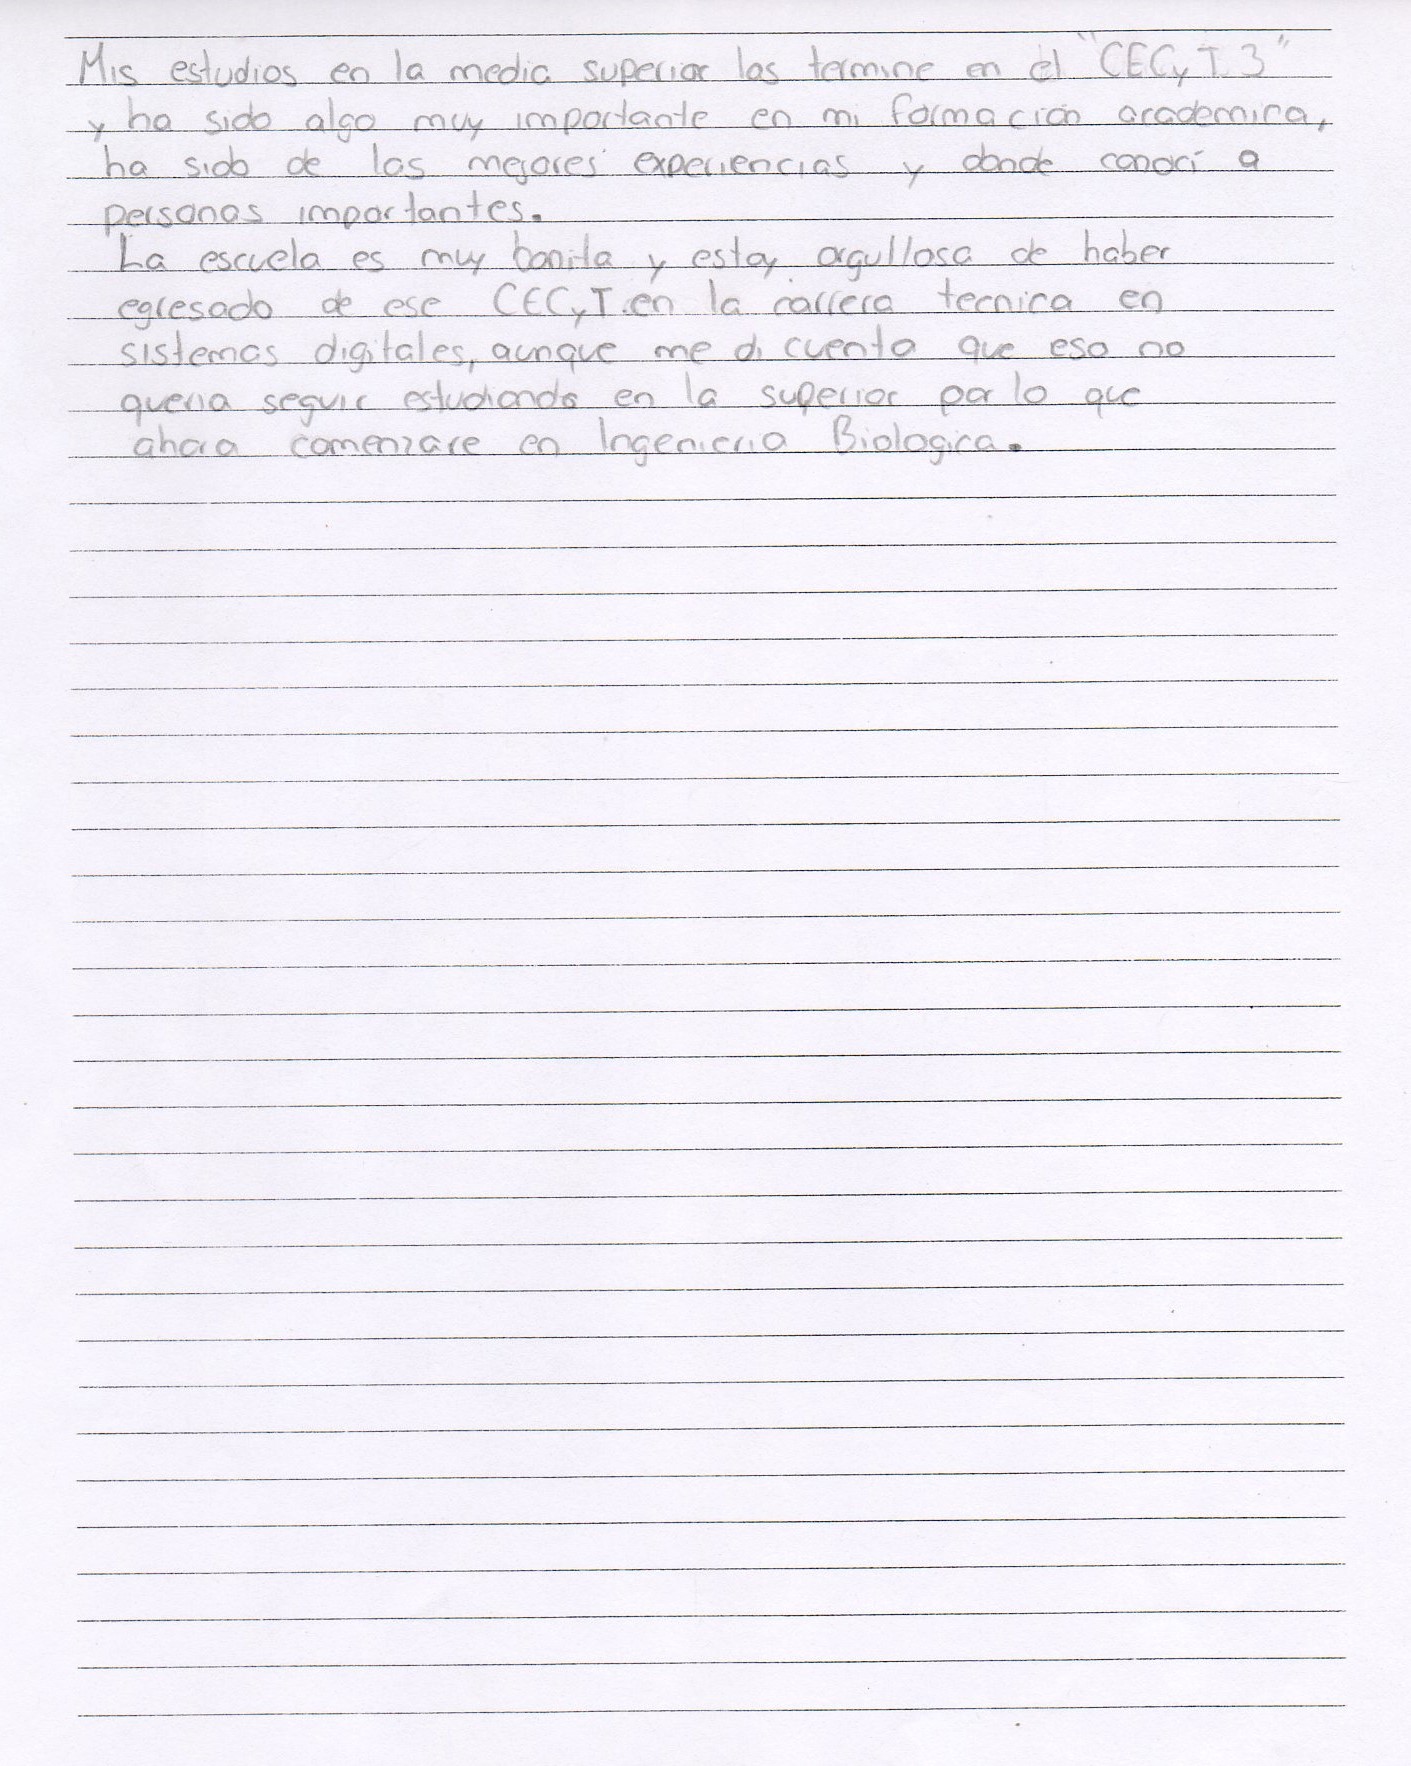 Mis estudios en la media superior los termine en el "CECyT 3"
y ha sido algo muy importante en mi formación academica,
ha sido de las mejores experiencias y donde conocí a
personas importantes.
La escuela es muy bonita y estoy orgullosa de haber
egresado de ese CECyT en la carrera tecnica en
sistemas digitales, aunque me di cuenta que eso no
queria seguir estudiando en la superior por lo que
ahora comenzare en Ingenieria Biologica.